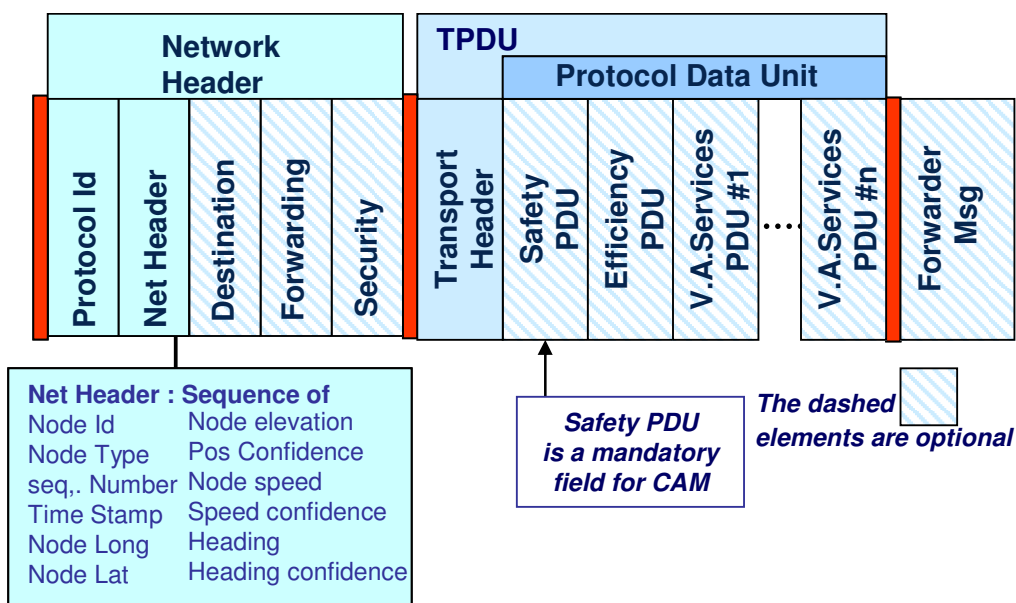 Network
Header
TPDU
Protocol Data Unit
Protocol Id
Net Header
Destination
Forwarding
Security
Transport
Header
Safety
PDU
Efficiency
PDU
V.A.Services
PDU #1
....
V.A.Services
PDU #n
Forwarder
Msg
Net Header : Sequence of
Node Id
Node Type
seq,. Number
Time Stamp
Node Long
Node Lat
Node elevation
Pos Confidence
Node speed
Speed confidence
Heading
Heading confidence
Safety PDU
is a mandatory
field for CAM
The dashed
elements are optional